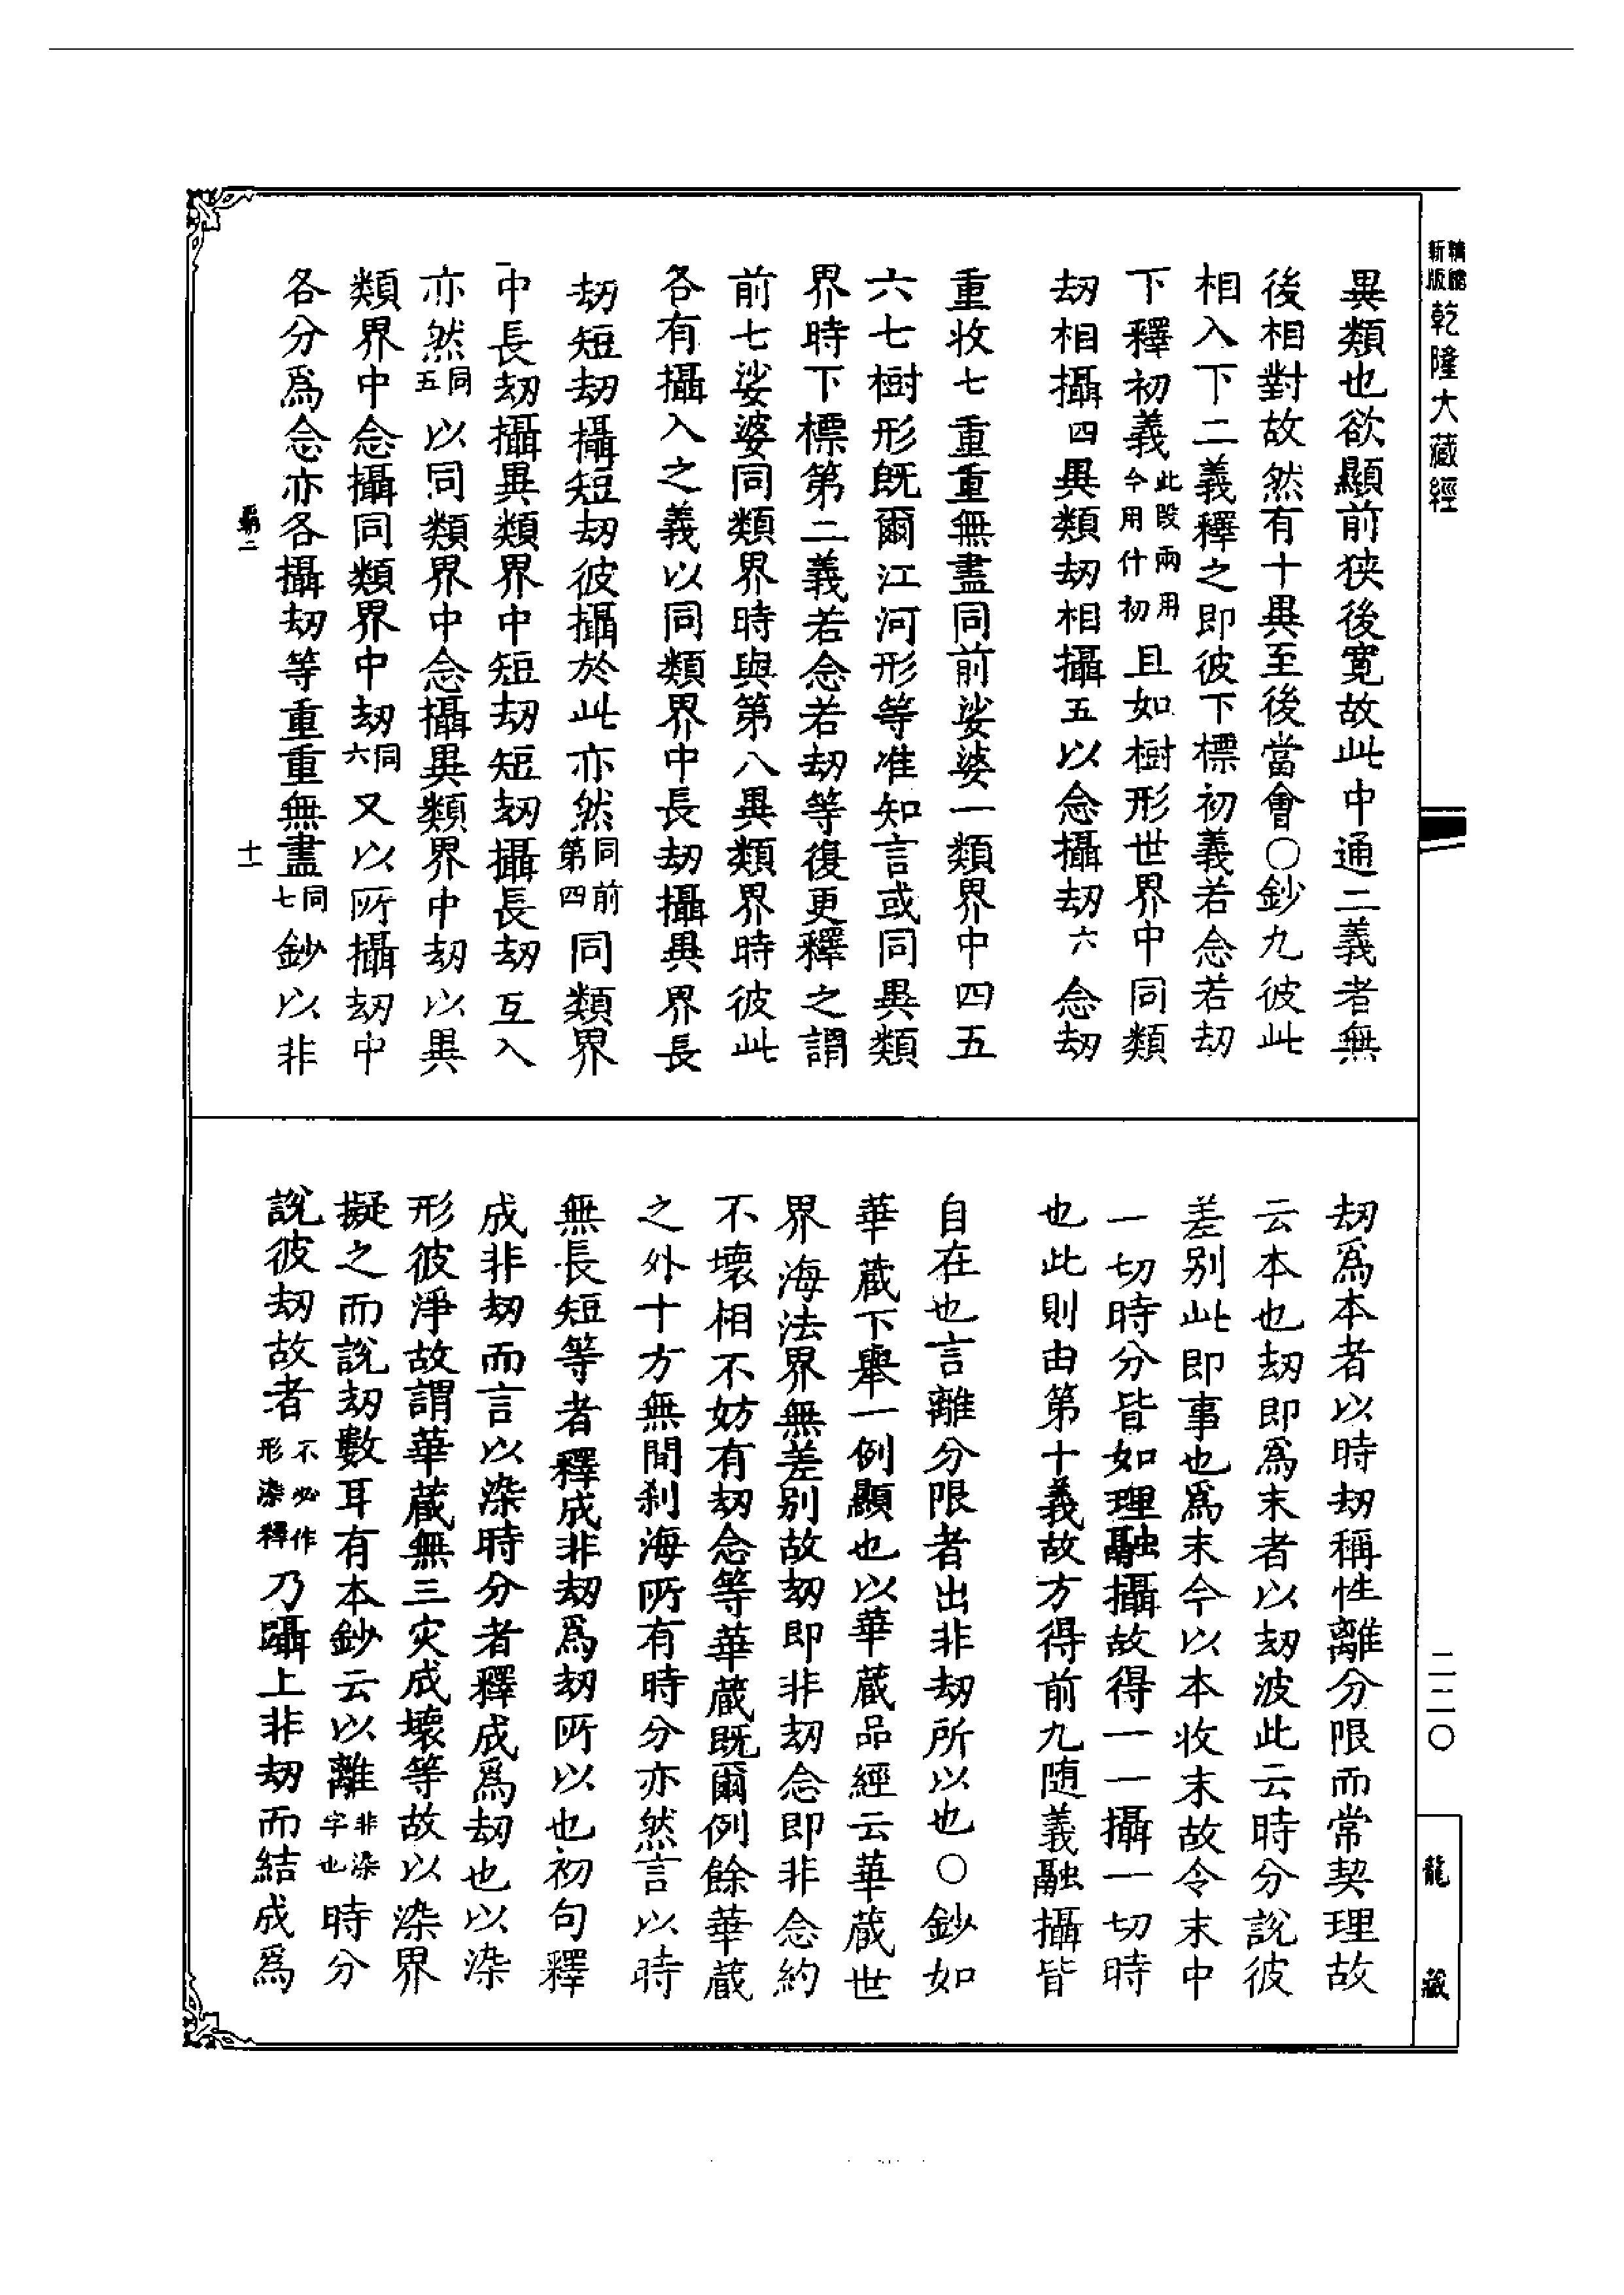 精縮新版乾隆大藏經
異類也欲顯前狹後寬故此中通二義者無
後相對故然有十異至後當會〇鈔九彼此
相入下二義釋之即彼下標初義若念若刧
下釋初義此叚兩用今用什初且如樹形世界中同類
刧相攝四異類刧相攝五以念攝刧六念刧
重收七重重無盡同前娑婆一類界中四五
六七樹形旣爾江河形等准知言或同異類
界時下標第二義若念若刧等復更釋之謂
前七娑婆同類界時與第八異類界時彼此
各有攝入之義以同類界中長刧攝異界長
刧短刧攝短刧彼攝於此亦然同前第四同類界
中長刧攝異類界中短刧短刧攝長刧互入
亦然同五以同類界中念攝異類界中刧以異
類界中念攝同類界中刧同六又以所攝刧中
各分爲念亦各攝刧等重重無盡同七鈔以非
十一
二二〇
龍藏
刧爲本者以時刧稱性離分限而常契理故
云本也刧即爲末者以刧波此云時分說彼
差別此即事也爲末今以本收末故令末中
一切時分皆如理融攝故得一一攝一切時
也此則由第十義故方得前九随義融攝皆
自在也言離分限者出非刧所以也〇鈔如
華蔵下舉一例顯也以華蔵品經云華蔵世
界海法界無差别故刧即非刧念即非念約
不壞相不妨有刧念等華蔵既爾例餘華蔵
之外十方無間刹海所有時分亦然言以時
無長短等者釋成非刧爲刧所以也初句釋
成非刧而言以染時分者釋成爲刧也以染
形彼淨故謂華蔵無三灾成壞等故以染界
擬之而說刧數耳有本鈔云以離非染字也時分
說彼刧故者不必作形染釋乃躡上非刧而結成爲